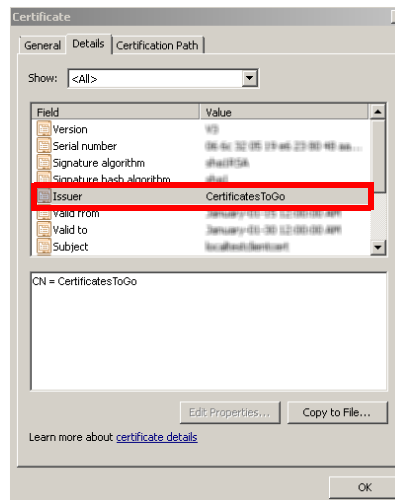 Certificate
General Details Certification Path
Show: <All>
Field Value
Version V3
Serial number
Signature algorithm
Signature hash algorithm
Issuer CertificatesToGo
Valid from
Valid to
Subject
CN = CertificatesToGo
Edit Properties... Copy to File...
Learn more about certificate details
OK